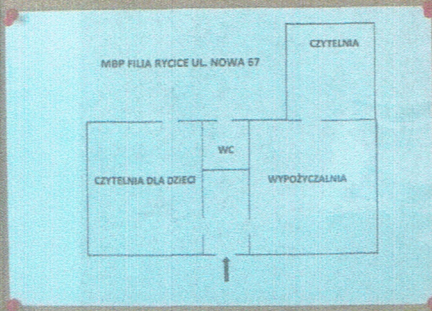 MBP FILIA RYCICE UL. NOWA 67
CZYTELNIA
WC
CZYTELNIA DLA DZIECI
WYPOŻYCZALNIA